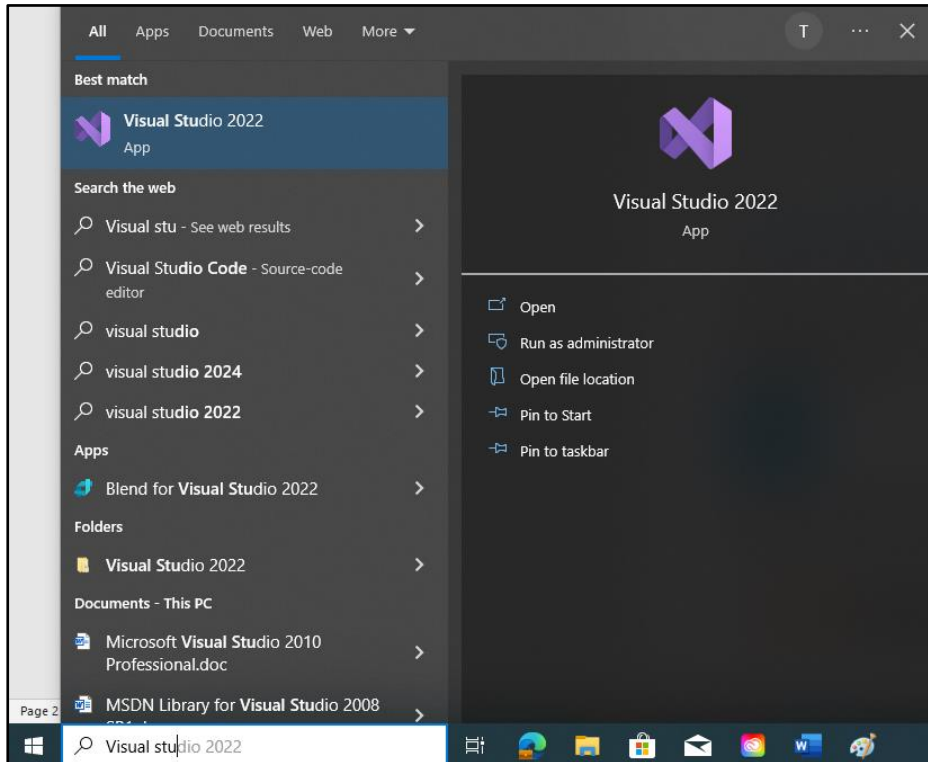 All Apps Documents Web More T
Best match
Visual Studio 2022
App
Search the web
Visual stu - See web results
Visual Studio Code - Source-code
editor
visual studio
visual studio 2024
visual studio 2022
Apps
Blend for Visual Studio 2022
Folders
Visual Studio 2022
Documents - This PC
Microsoft Visual Studio 2010
Professional.doc
MSDN Library for Visual Studio 2008
Visual Studio 2022
App
Open
Run as administrator
Open file location
Pin to Start
Pin to taskbar
Page 2
Visual studio 2022
W